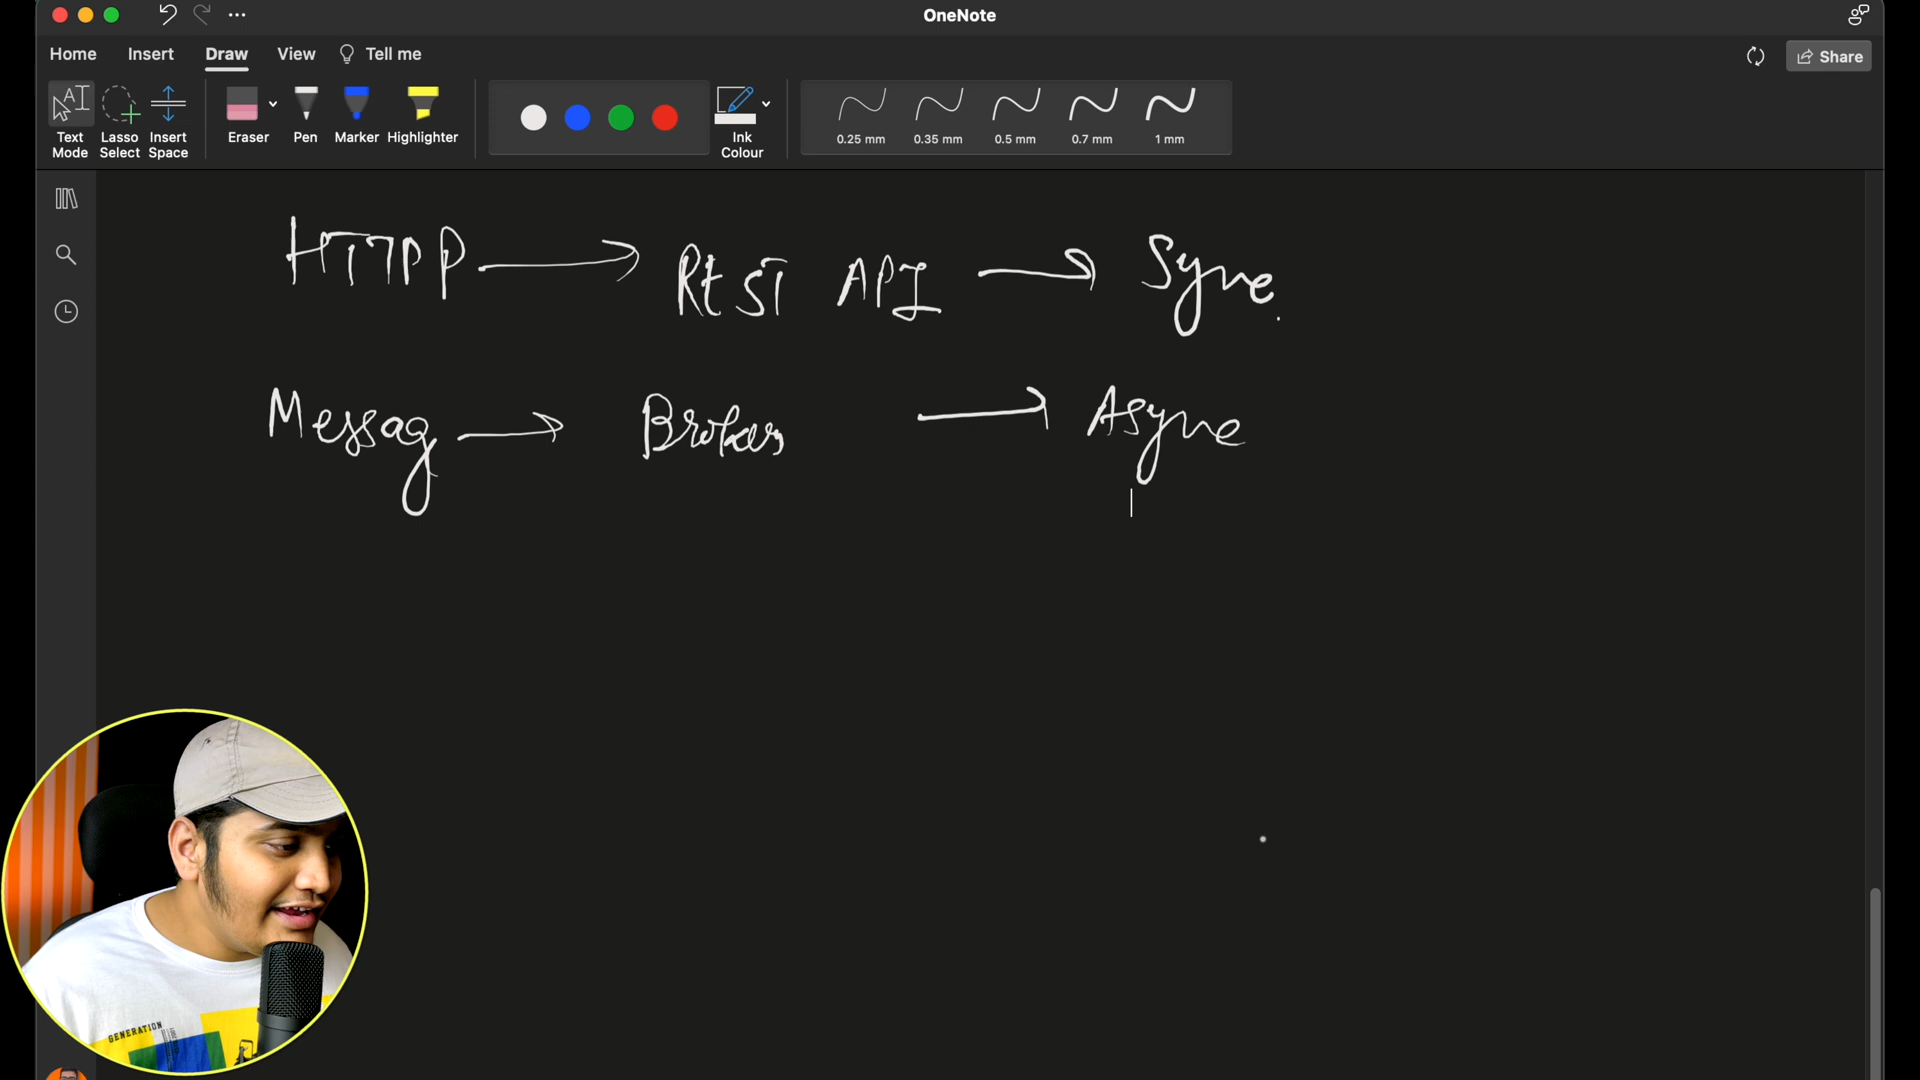 OneNote
Home Insert Draw View Tell me Share
Text Mode Lasso Select Insert Space Eraser Pen Marker Highlighter Ink Colour 0.25 mm 0.35 mm 0.5 mm 0.7 mm 1 mm
HTTP → REST API → Sync.
Messag → Brokers → Async
GENERATION